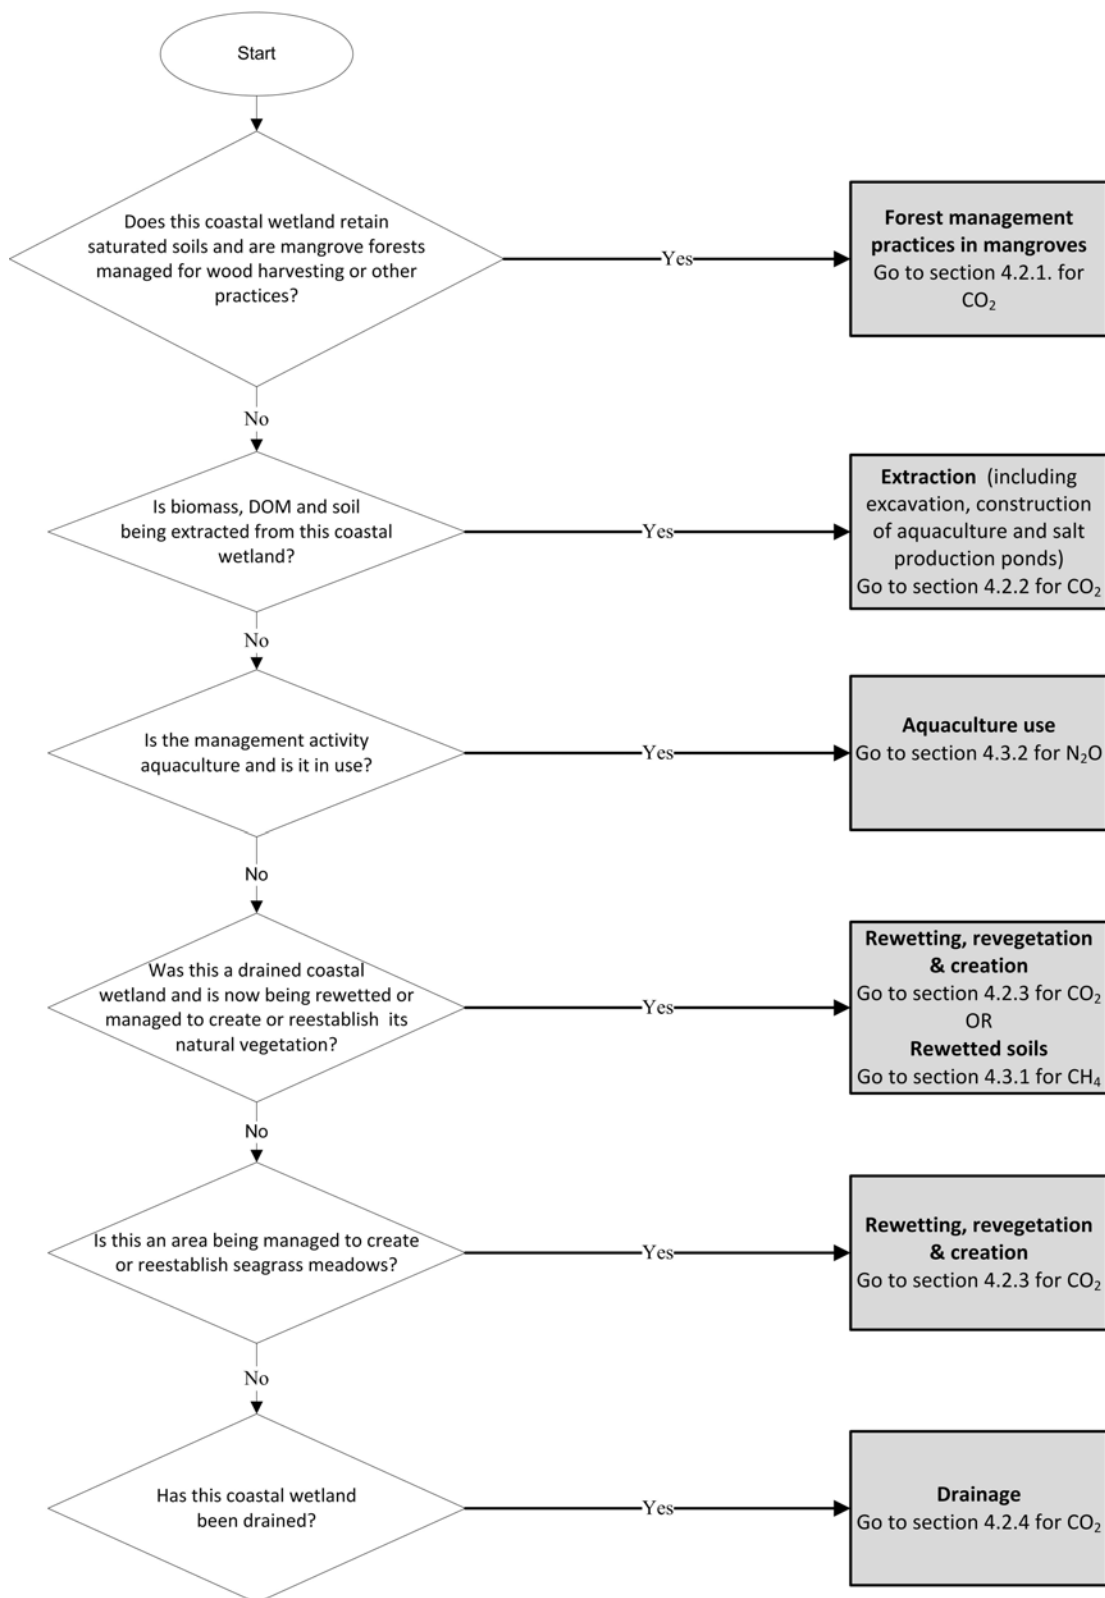 Start
Does this coastal wetland retain
saturated soils and are mangrove forests
managed for wood harvesting or other
practices?
Yes
Forest management
practices in mangroves
Go to section 4.2.1. for
CO₂
No
Is biomass, DOM and soil
being extracted from this coastal
wetland?
Yes
Extraction (including
excavation, construction
of aquaculture and salt
production ponds)
Go to section 4.2.2 for CO₂
No
Is the management activity
aquaculture and is it in use?
Yes
Aquaculture use
Go to section 4.3.2 for N₂O
No
Was this a drained coastal
wetland and is now being rewetted or
managed to create or reestablish its
natural vegetation?
Yes
Rewetting, revegetation
& creation
Go to section 4.2.3 for CO₂
OR
Rewetted soils
Go to section 4.3.1 for CH₄
No
Is this an area being managed to create
or reestablish seagrass meadows?
Yes
Rewetting, revegetation
& creation
Go to section 4.2.3 for CO₂
No
Has this coastal wetland
been drained?
Yes
Drainage
Go to section 4.2.4 for CO₂